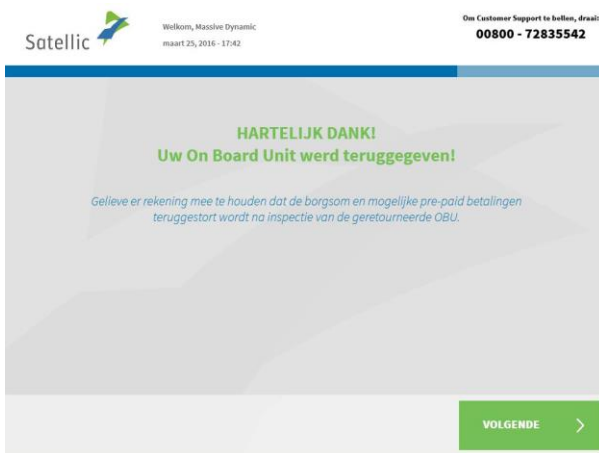 Satellic
Welkom, Massive Dynamic
maart 25, 2016 - 17:42
Om Customer Support te bellen, draai:
00800 - 72835542
HARTELIJK DANK!
Uw On Board Unit werd teruggegeven!
Gelieve er rekening mee te houden dat de borgsom en mogelijke pre-paid betalingen
teruggestort wordt na inspectie van de geretourneerde OBU.
VOLGENDE